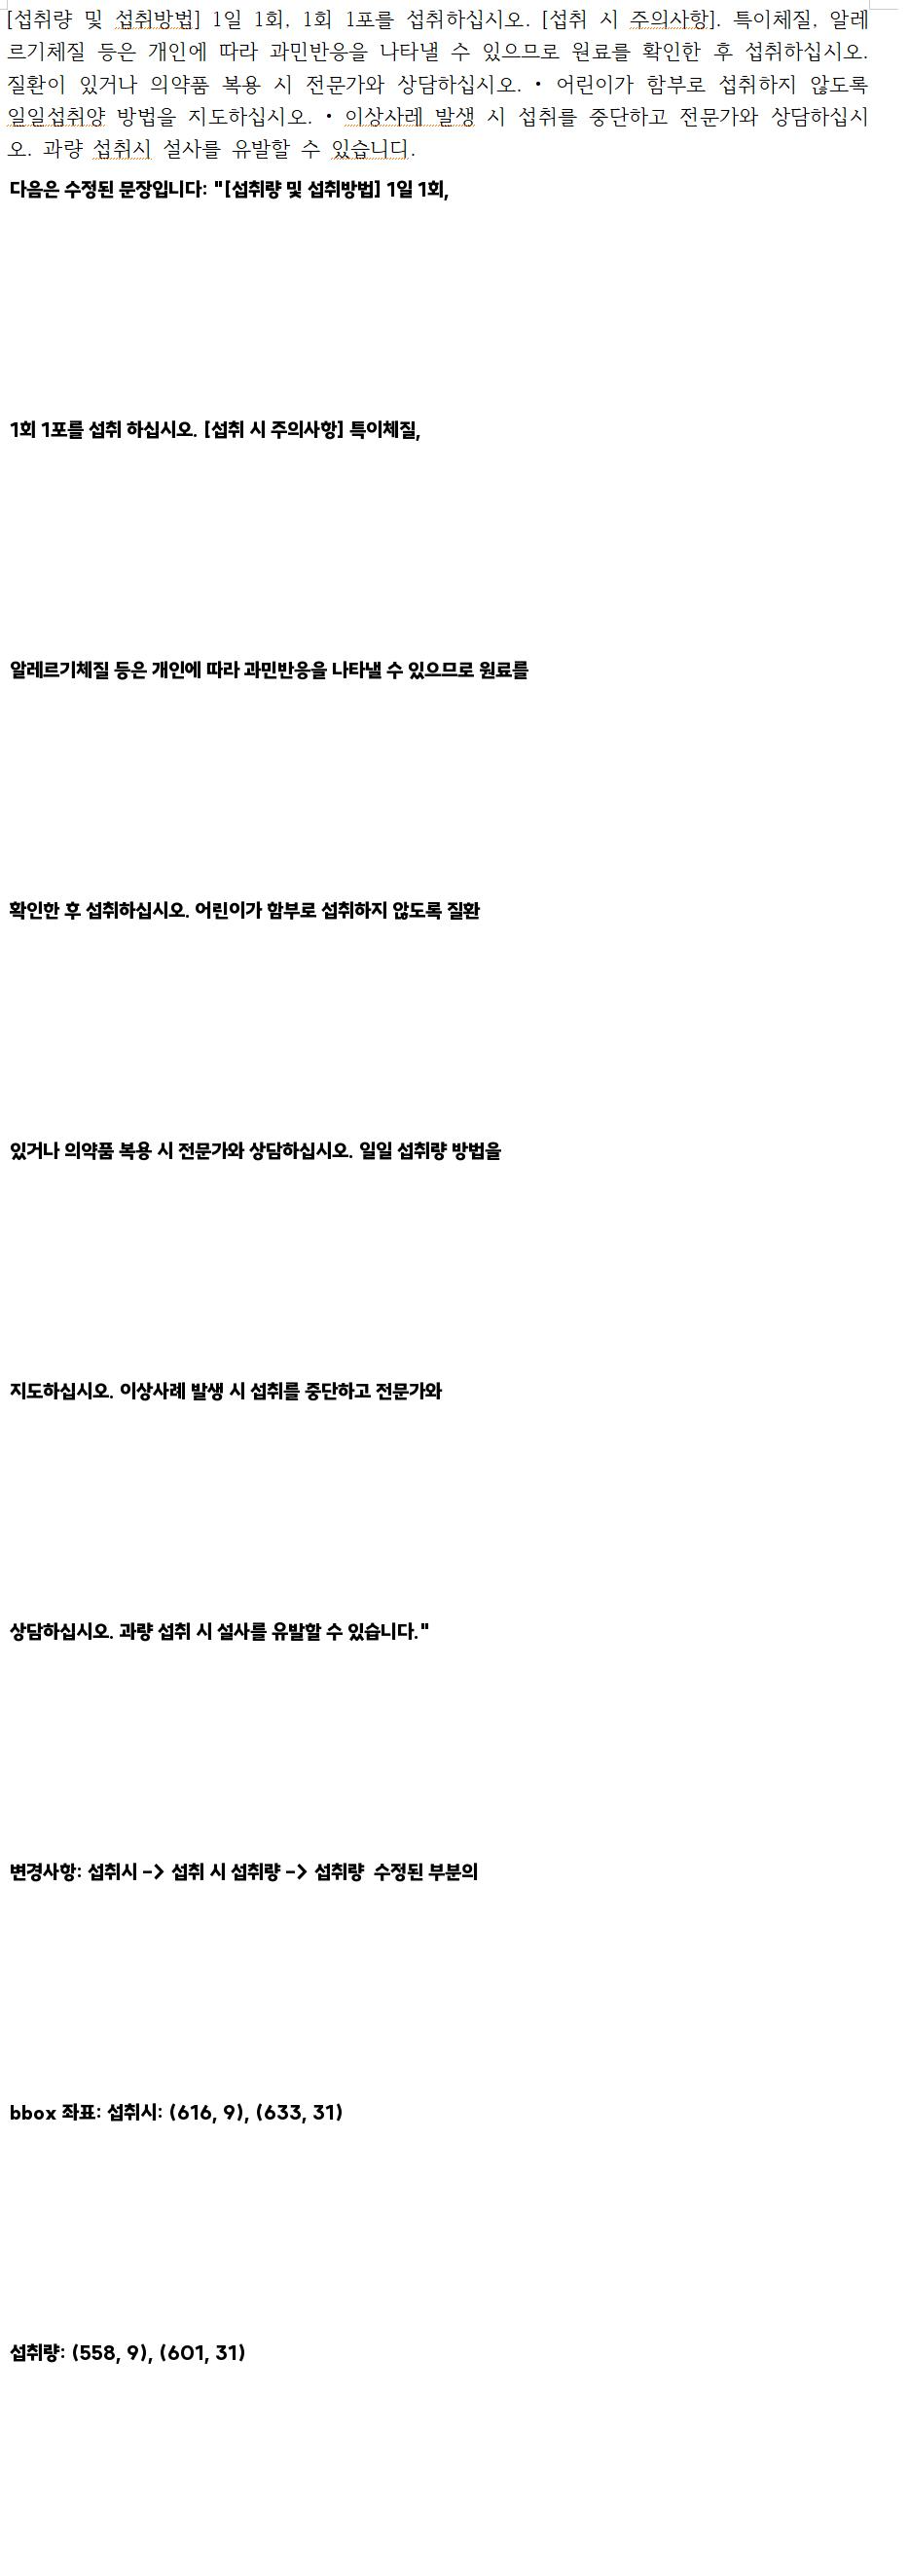 [섭취량 및 섭취방법] 1일 1회, 1회 1포를 섭취하십시오. [섭취 시 주의사항]. 특이체질, 알레
르기체질 등은 개인에 따라 과민반응을 나타낼 수 있으므로 원료를 확인한 후 섭취하십시오.
질환이 있거나 의약품 복용 시 전문가와 상담하십시오. • 어린이가 함부로 섭취하지 않도록
일일섭취양 방법을 지도하십시오. • 이상사레 발생 시 섭취를 중단하고 전문가와 상담하십시
오. 과량 섭취시 설사를 유발할 수 있습니디.
다음은 수정된 문장입니다: "[섭취량 및 섭취방법] 1일 1회,
1회 1포를 섭취 하십시오. [섭취 시 주의사항] 특이체질,
알레르기체질 등은 개인에 따라 과민반응을 나타낼 수 있으므로 원료를
확인한 후 섭취하십시오. 어린이가 함부로 섭취하지 않도록 질환
있거나 의약품 복용 시 전문가와 상담하십시오. 일일 섭취량 방법을
지도하십시오. 이상사례 발생 시 섭취를 중단하고 전문가와
상담하십시오. 과량 섭취 시 설사를 유발할 수 있습니다."
변경사항: 섭취시 -> 섭취 시 섭취량 -> 섭취량  수정된 부분의
bbox 좌표: 섭취시: (616, 9), (633, 31)
섭취량: (558, 9), (601, 31)